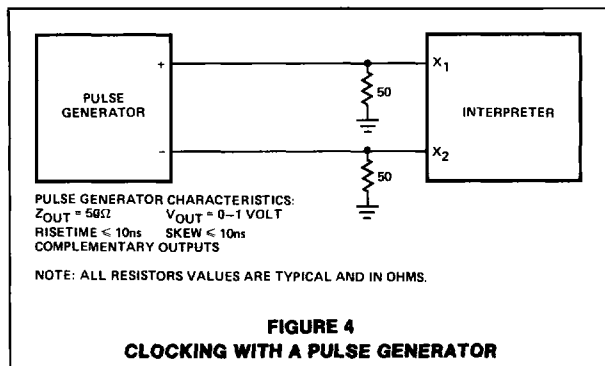 +
X1
50
PULSE
GENERATOR
INTERPRETER
−
X2
50
PULSE GENERATOR CHARACTERISTICS:
ZOUT = 50Ω VOUT = 0–1 VOLT
RISETIME ≤ 10ns SKEW ≤ 10ns
COMPLEMENTARY OUTPUTS
NOTE: ALL RESISTORS VALUES ARE TYPICAL AND IN OHMS.
FIGURE 4
CLOCKING WITH A PULSE GENERATOR